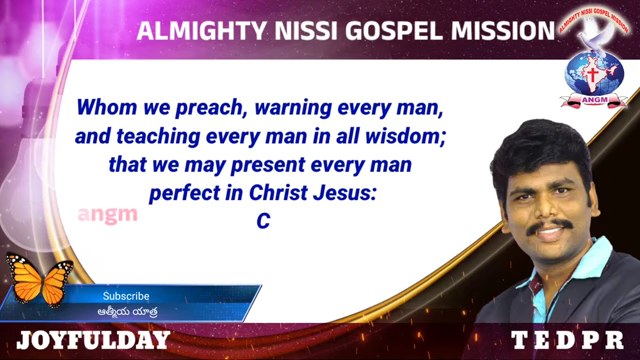 ALMIGHTY NISSI GOSPEL MISSION
ALMIGHTY NISSI GOSPEL MISSION
ANGM
Whom we preach, warning every man,
and teaching every man in all wisdom;
that we may present every man
perfect in Christ Jesus:
C
angm
Subscribe
ఆత్మీయ యాత్ర
JOYFULDAY
TEDPR